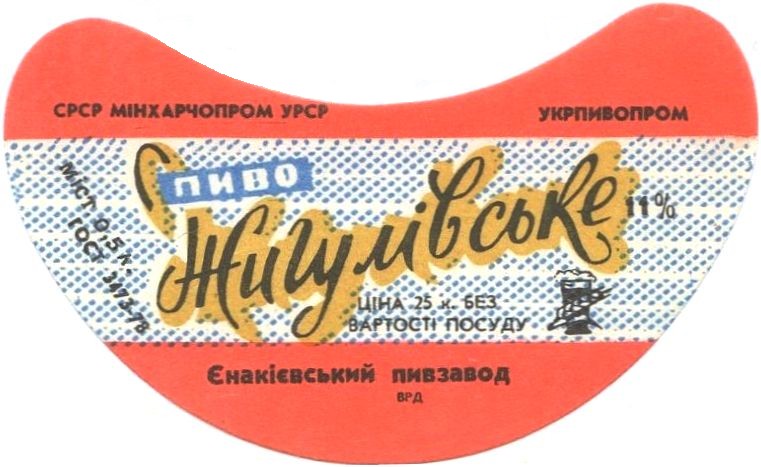 СРСР МІНХАРЧОПРОМ УРСР
УКРПИВОПРОМ
ПИВО
Жигулівське
11%
МІСТ. 0,5 л.
ГОСТ 3473-78
ЦІНА 25 к. БЕЗ
ВАРТОСТІ ПОСУДУ
Єнакієвський пивзавод
ВРД